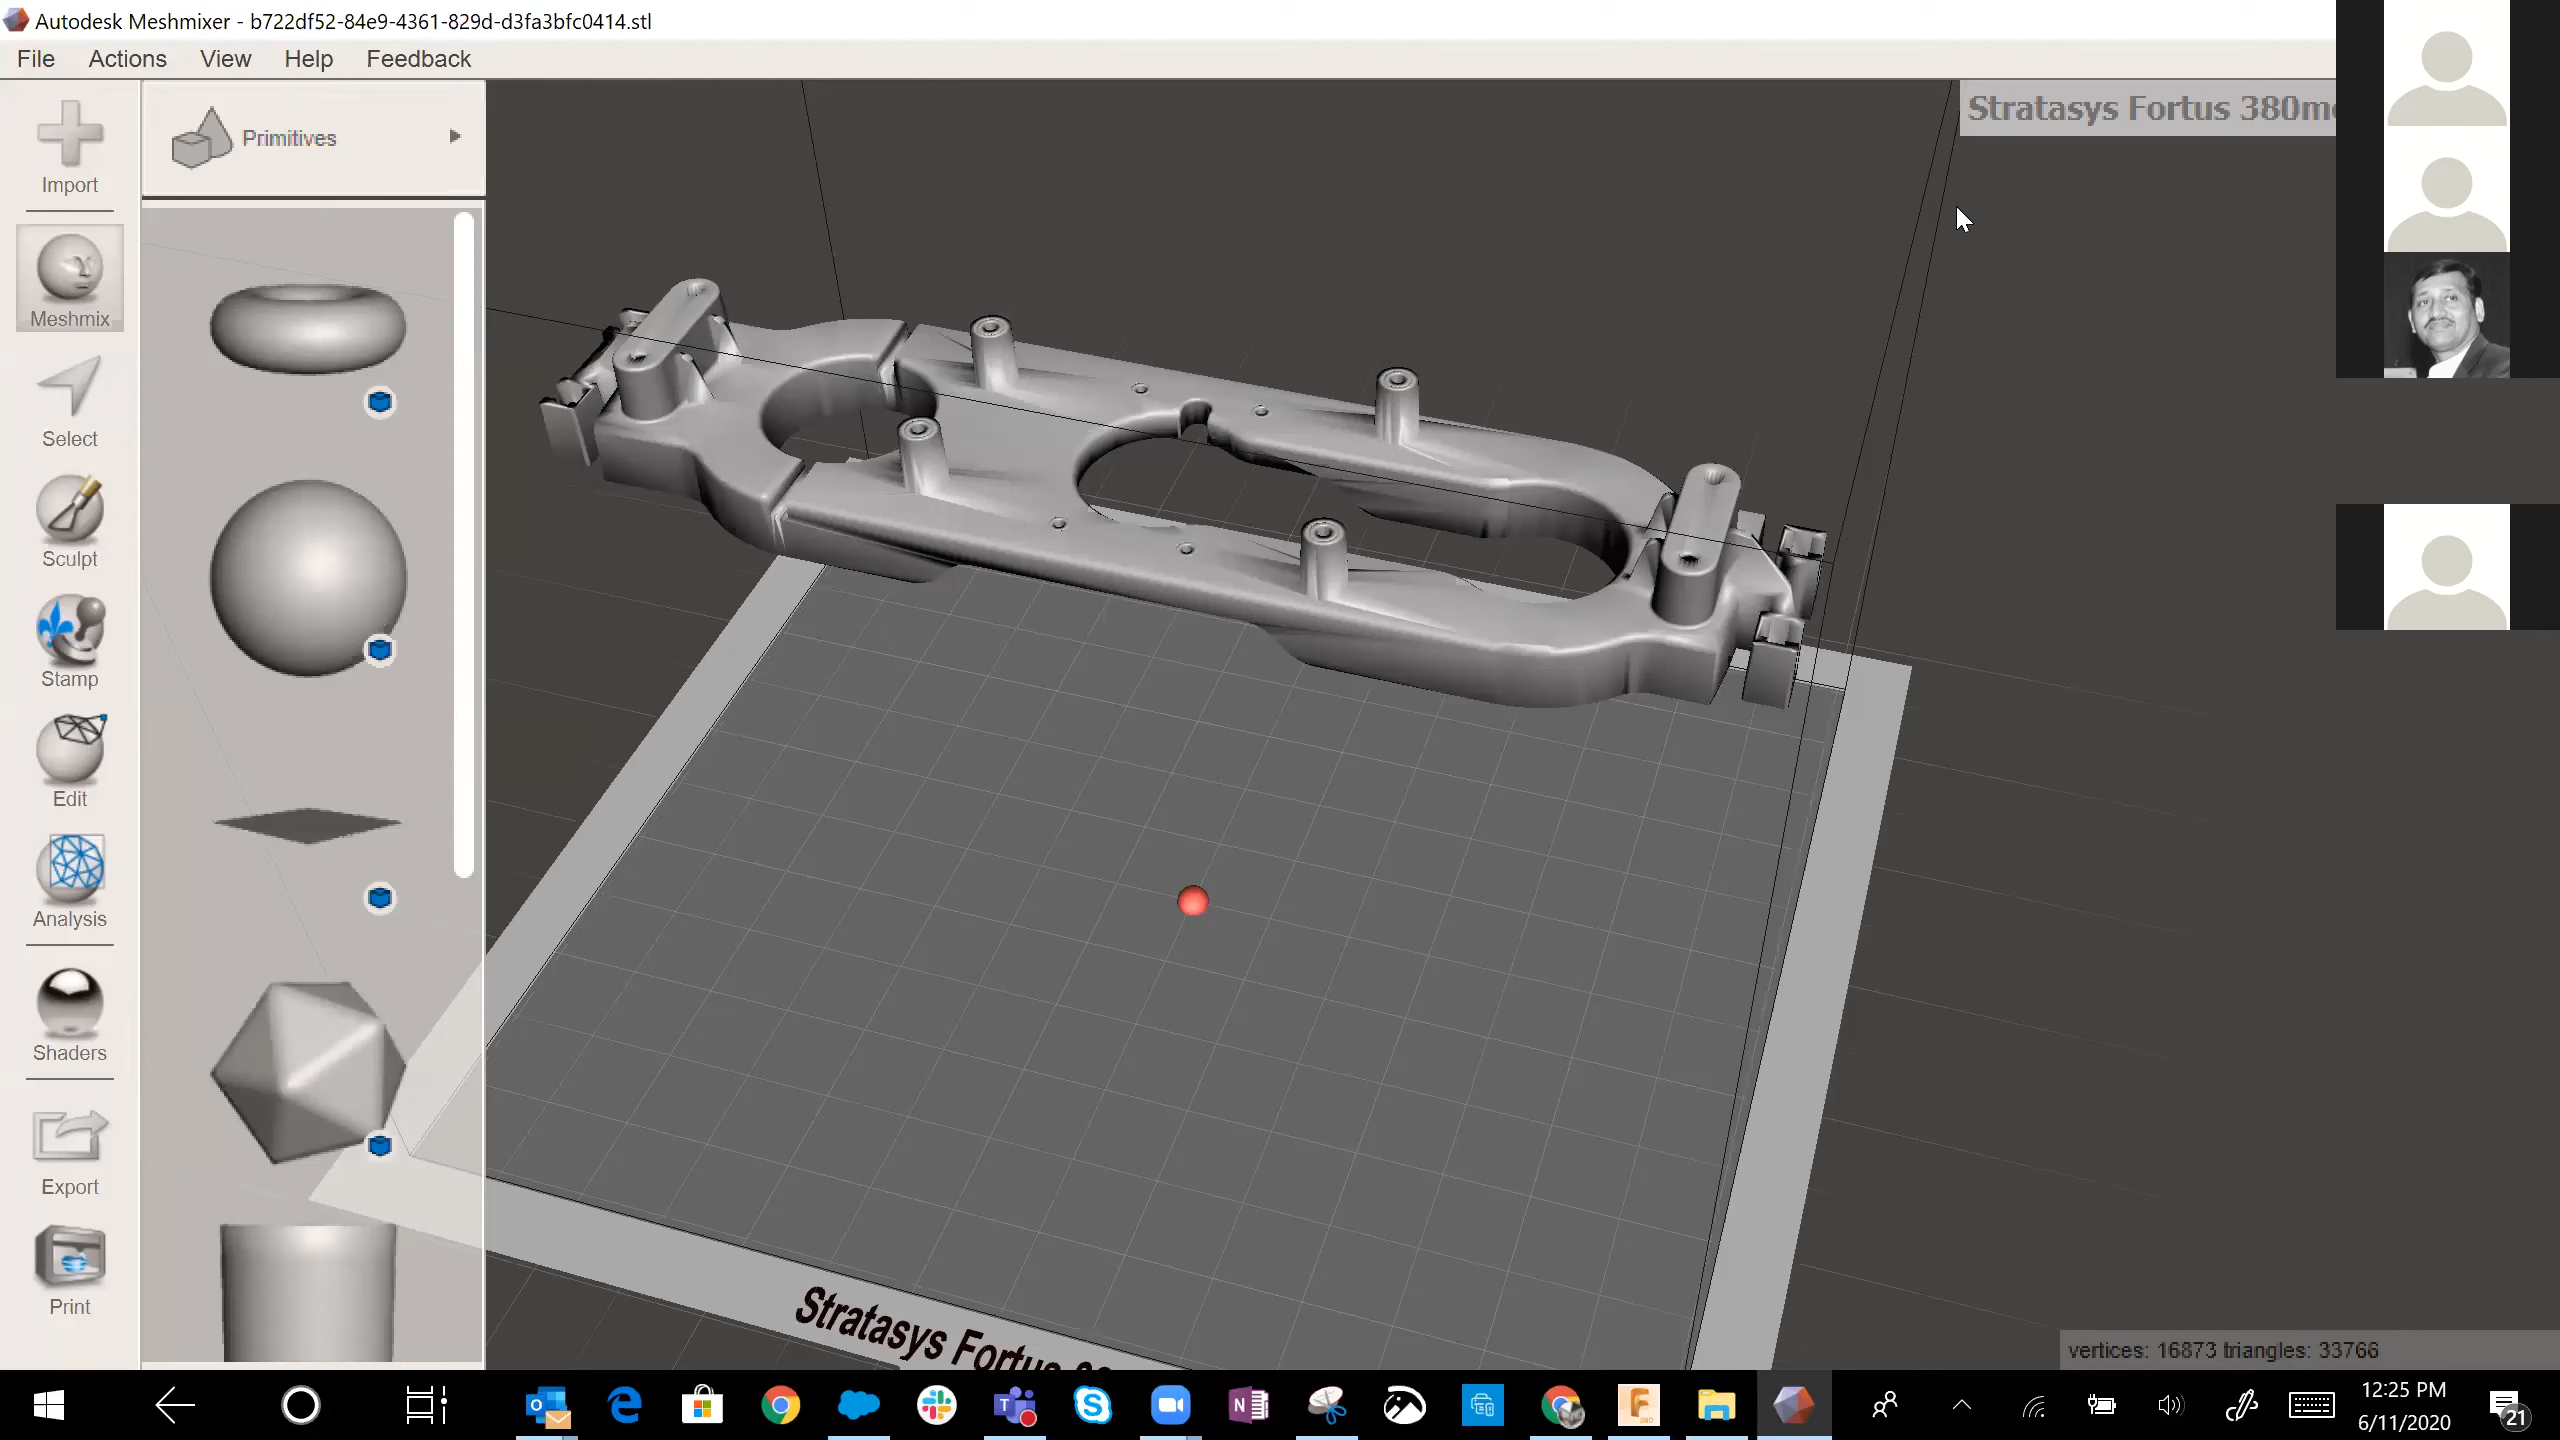 Autodesk Meshmixer - b722df52-84e9-4361-829d-d3fa3bfc0414.stl
File Actions View Help Feedback
Import
Meshmix
Select
Sculpt
Stamp
Edit
Analysis
Shaders
Export
Print
Primitives
Stratasys Fortus 380m
Stratasys Fortus
vertices: 16873 triangles: 33766
12:25 PM
6/11/2020
21